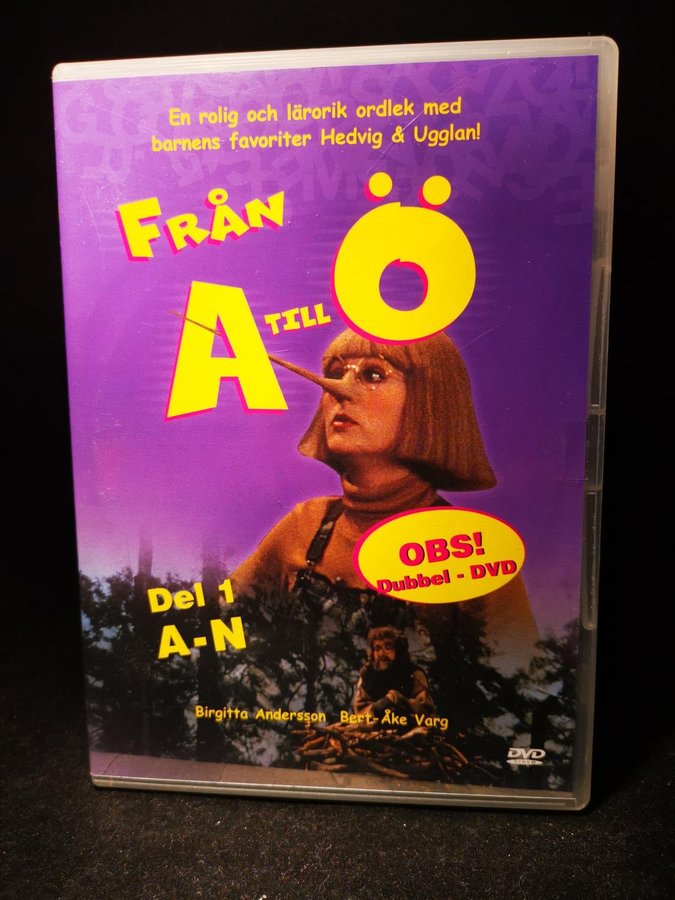 En rolig och lärorik ordlek med
barnens favoriter Hedvig & Ugglan!
FRÅN
A TILL Ö
OBS!
Dubbel - DVD
Del 1
A-N
Birgitta Andersson Bert-Åke Varg
DVD
VIDEO